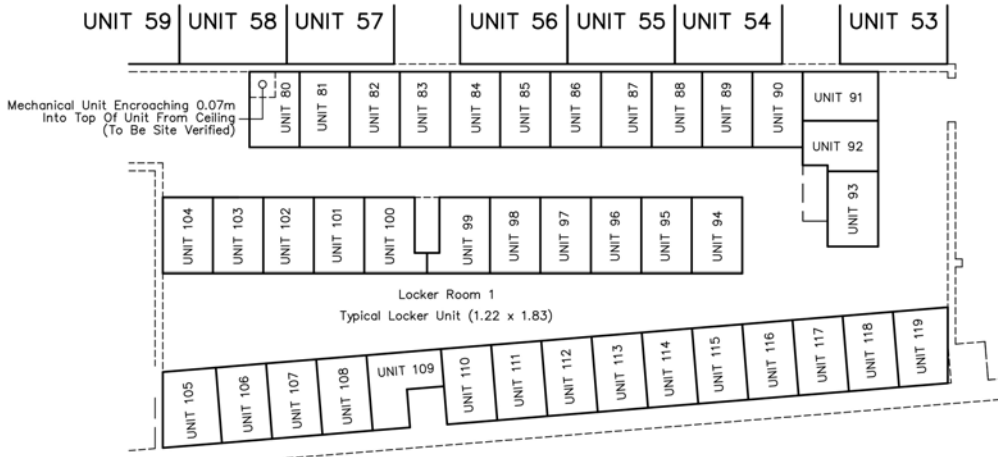 UNIT 59
UNIT 58
UNIT 57
UNIT 56
UNIT 55
UNIT 54
UNIT 53
Mechanical Unit Encroaching 0.07m
Into Top Of Unit From Ceiling
(To Be Site Verified)
UNIT 80
UNIT 81
UNIT 82
UNIT 83
UNIT 84
UNIT 85
UNIT 86
UNIT 87
UNIT 88
UNIT 89
UNIT 90
UNIT 91
UNIT 92
UNIT 93
UNIT 104
UNIT 103
UNIT 102
UNIT 101
UNIT 100
UNIT 99
UNIT 98
UNIT 97
UNIT 96
UNIT 95
UNIT 94
Locker Room 1
Typical Locker Unit (1.22 x 1.83)
UNIT 105
UNIT 106
UNIT 107
UNIT 108
UNIT 109
UNIT 110
UNIT 111
UNIT 112
UNIT 113
UNIT 114
UNIT 115
UNIT 116
UNIT 117
UNIT 118
UNIT 119